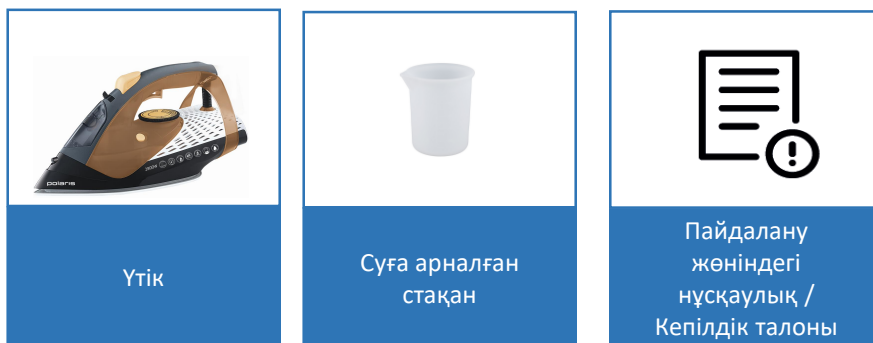 polaris
Үтік
Суға арналған
стақан
Пайдалану
жөніндегі
нұсқаулық /
Кепілдік талоны